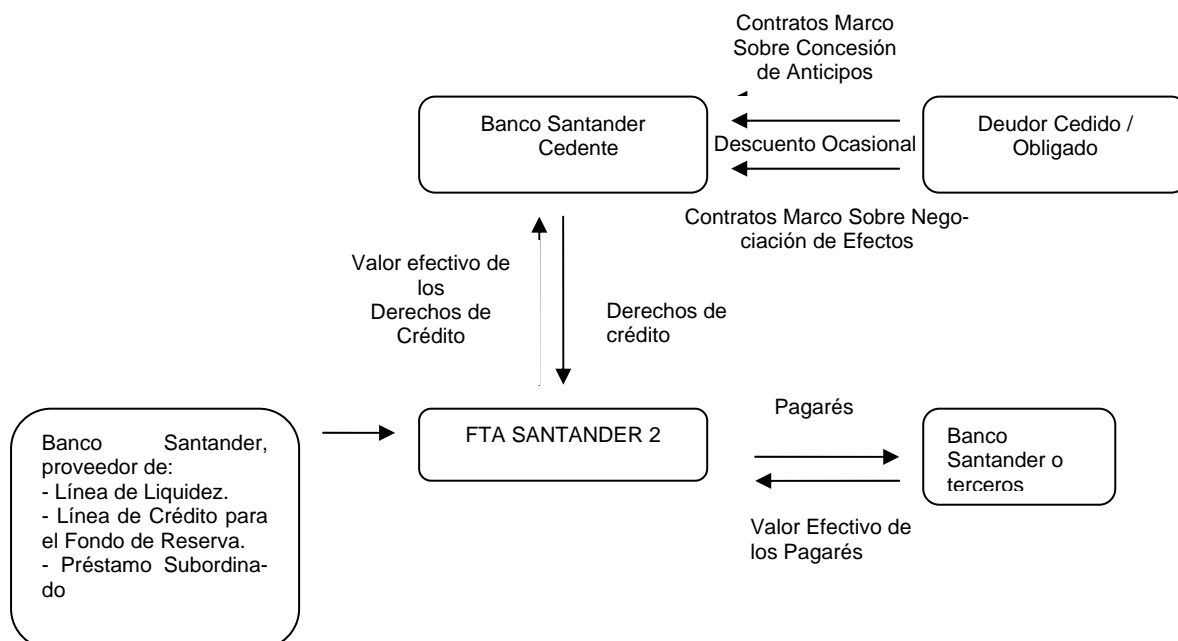 Contratos Marco
Sobre Concesión
de Anticipos
Banco Santander
Cedente
Descuento Ocasional
Deudor Cedido /
Obligado
Contratos Marco Sobre Nego-
ciación de Efectos
Valor efectivo de
los
Derechos de
Crédito
Derechos de
crédito
Banco Santander,
proveedor de:
- Línea de Liquidez.
- Línea de Crédito para
el Fondo de Reserva.
- Préstamo Subordina-
do
FTA SANTANDER 2
Pagarés
Banco
Santander o
terceros
Valor Efectivo de
los Pagarés